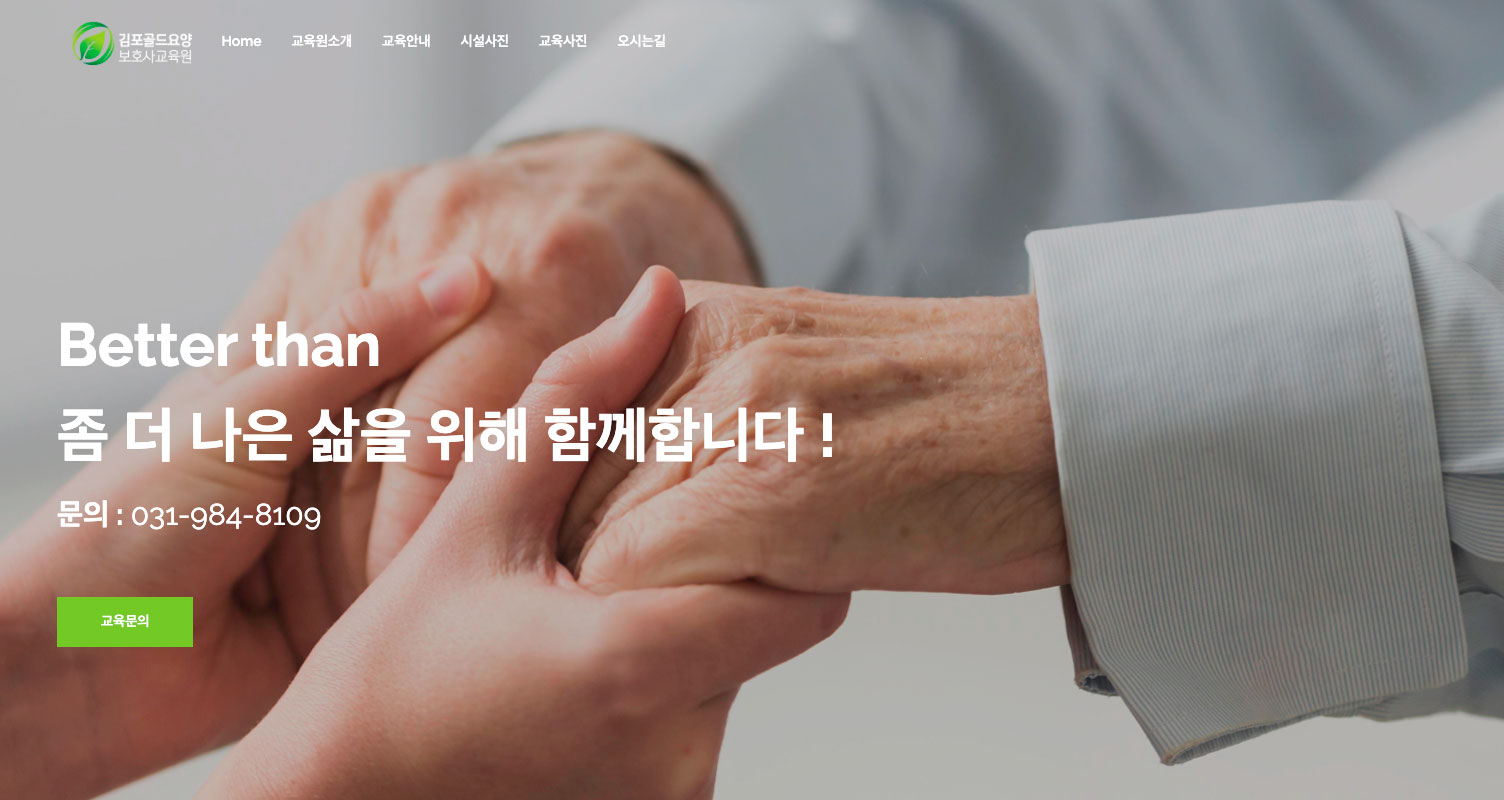 김포골드요양
보호사교육원
Home 교육원소개 교육안내 시설사진 교육사진 오시는길
Better than
좀 더 나은 삶을 위해 함께합니다 !
문의 : 031-984-8109
교육문의